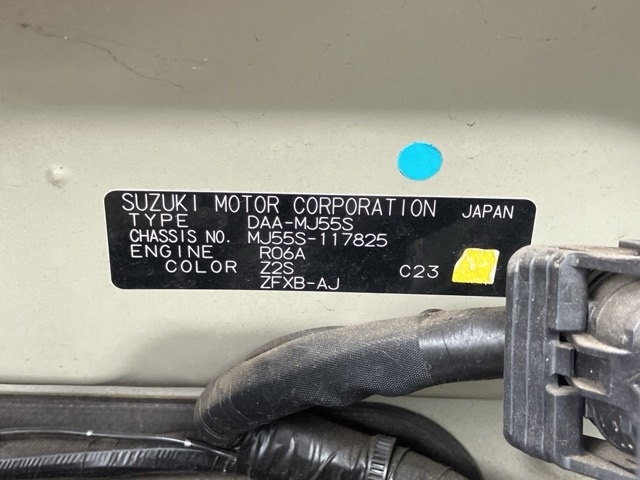 SUZUKI MOTOR CORPORATION JAPAN
TYPE DAA-MJ55S
CHASSIS NO. MJ55S-117825
ENGINE R06A
COLOR Z2S C23
ZFXB-AJ